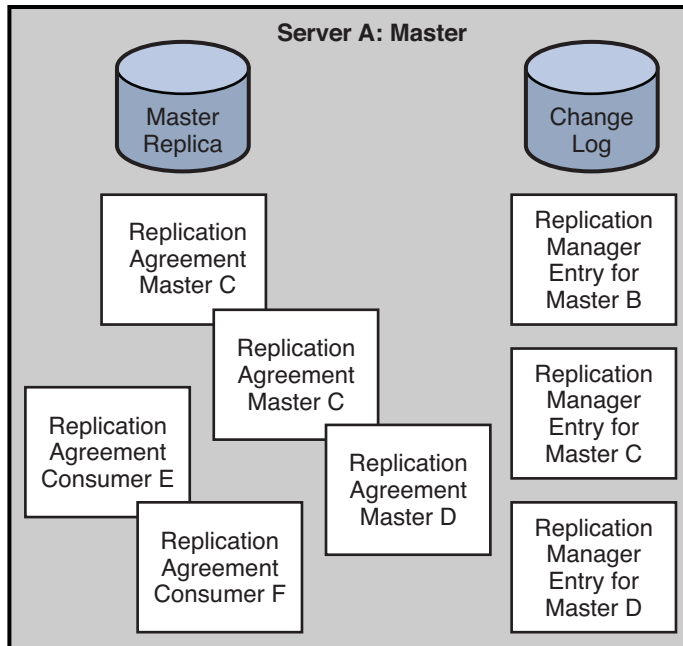 Server A: Master
Master
Replica
Change
Log
Replication
Agreement
Master C
Replication
Agreement
Master C
Replication
Agreement
Master D
Replication
Agreement
Consumer E
Replication
Agreement
Consumer F
Replication
Manager
Entry for
Master B
Replication
Manager
Entry for
Master C
Replication
Manager
Entry for
Master D